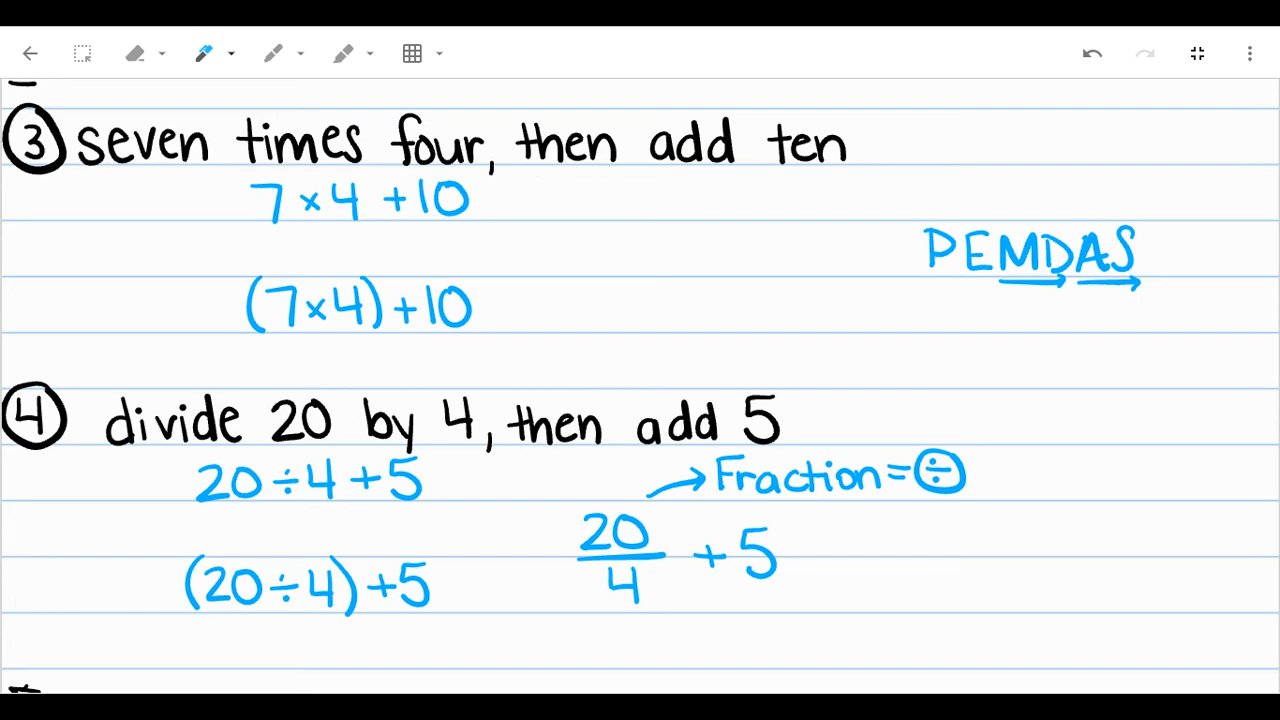 ③ seven times four, then add ten
7 × 4 + 10
PEMDAS
(7 × 4) + 10
④ divide 20 by 4, then add 5
20 ÷ 4 + 5
→ Fraction = ÷
20/4 + 5
(20 ÷ 4) + 5